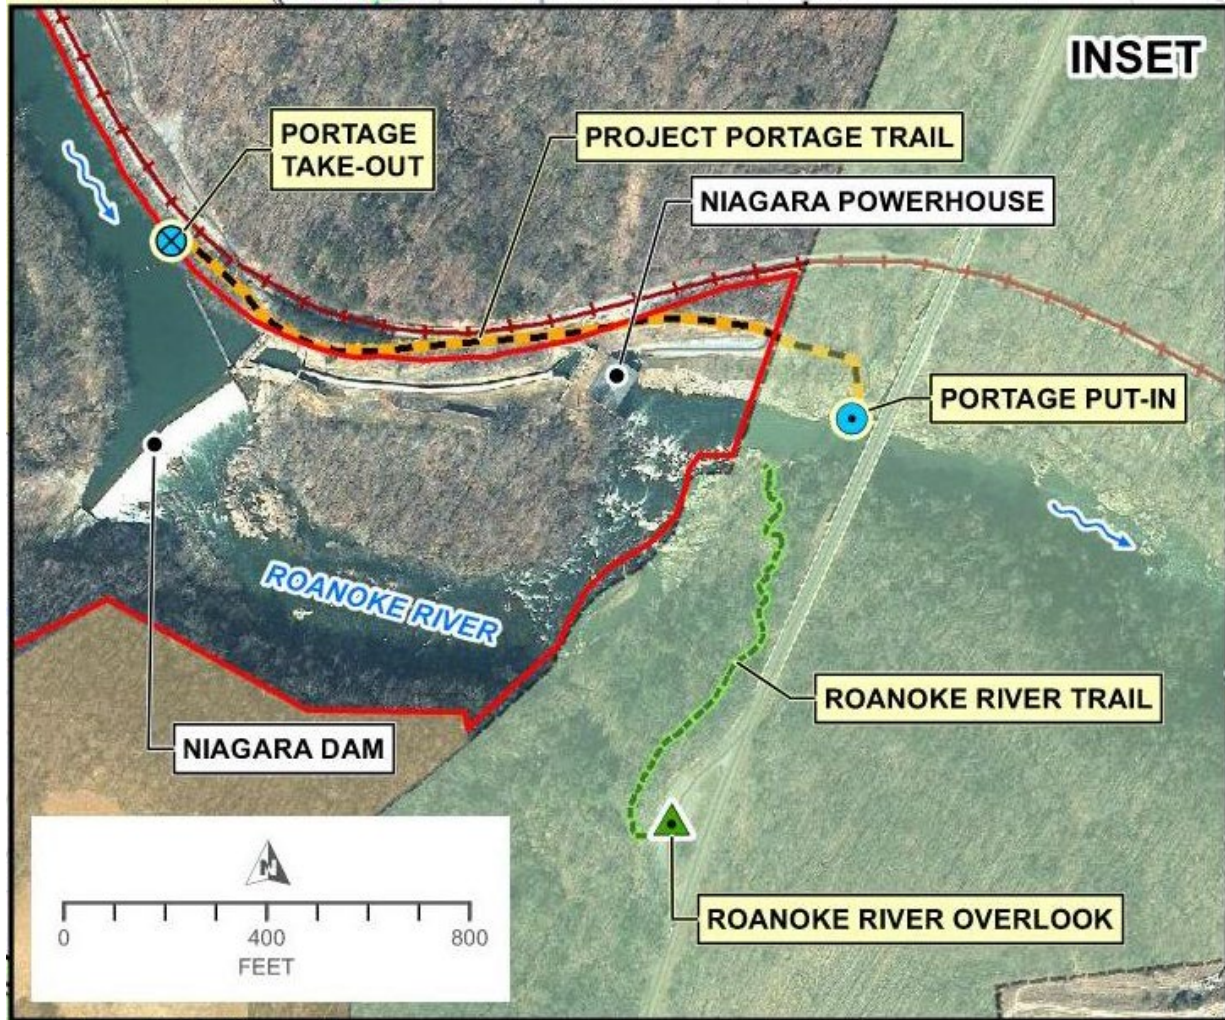 INSET
PORTAGE
TAKE-OUT
PROJECT PORTAGE TRAIL
NIAGARA POWERHOUSE
PORTAGE PUT-IN
ROANOKE RIVER
ROANOKE RIVER TRAIL
NIAGARA DAM
ROANOKE RIVER OVERLOOK
N
0 400 800
FEET